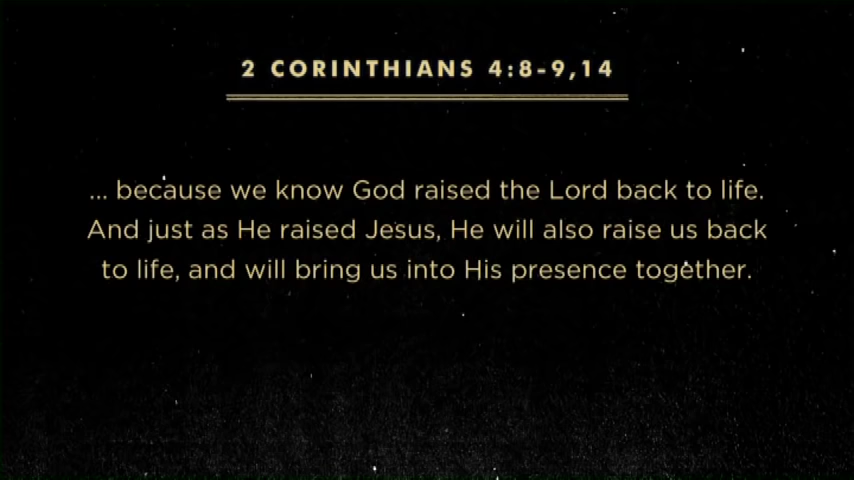 2 CORINTHIANS 4:8-9,14
... because we know God raised the Lord back to life.
And just as He raised Jesus, He will also raise us back
to life, and will bring us into His presence together.